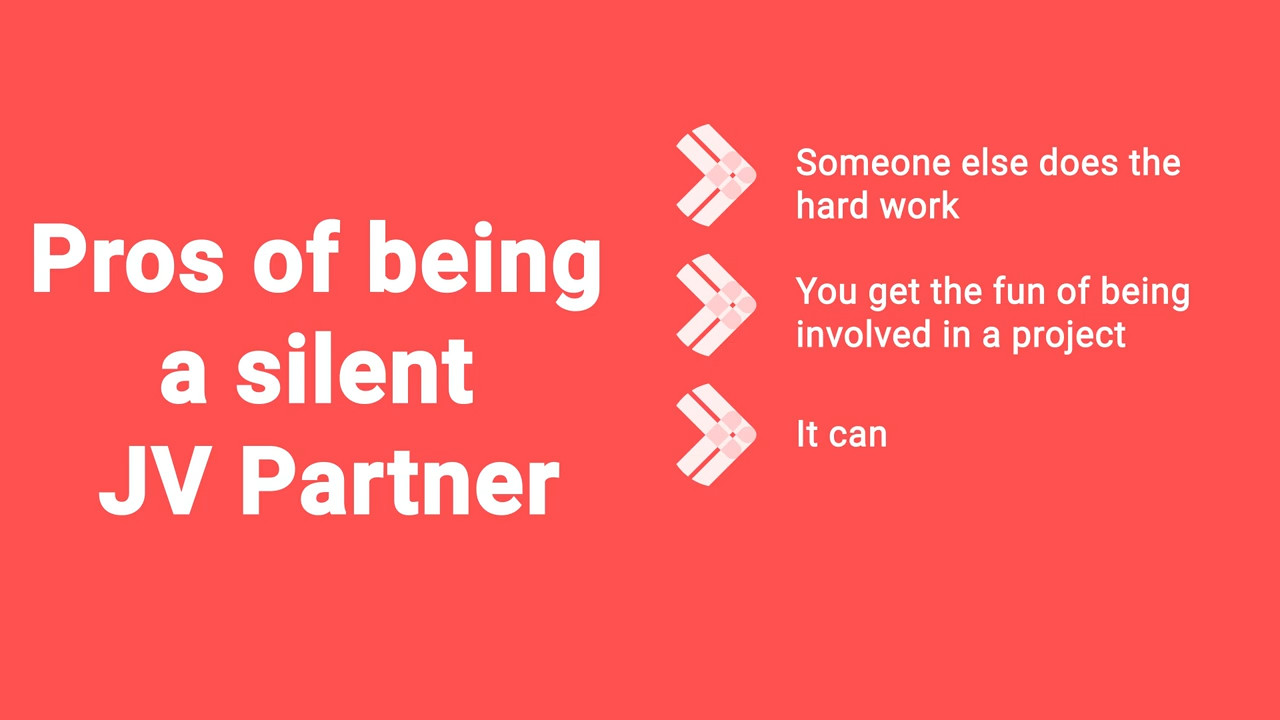 Pros of being
a silent
JV Partner
Someone else does the
hard work
You get the fun of being
involved in a project
It can